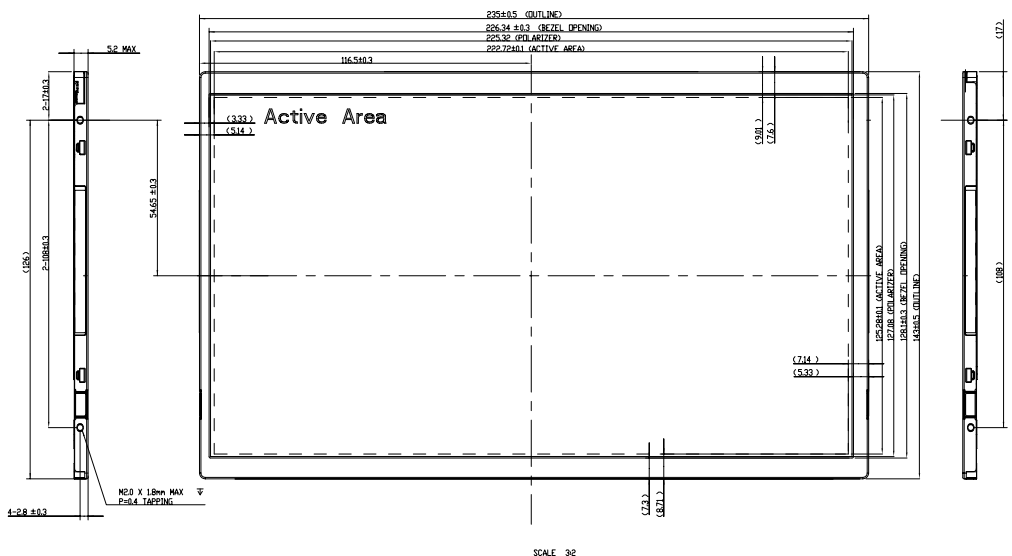 235±0.5 (OUTLINE)
226.34 ±0.3 (BEZEL OPENING)
225.32 (POLARIZER)
222.72±0.1 (ACTIVE AREA)
116.5±0.3
5.2 MAX
(17)
2-17±0.3
(3.33)
(5.14)
Active Area
(9.01)
(7.6)
54.65 ±0.3
(126)
2-108±0.3
125.28±0.1 (ACTIVE AREA)
127.08 (POLARIZER)
128.1±0.3 (BEZEL OPENING)
143±0.5 (OUTLINE)
(108)
(7.14)
(5.33)
(7.3)
(8.71)
M2.0 X 1.8mm MAX
P=0.4 TAPPING
4-2.8 ±0.3
SCALE 3:2